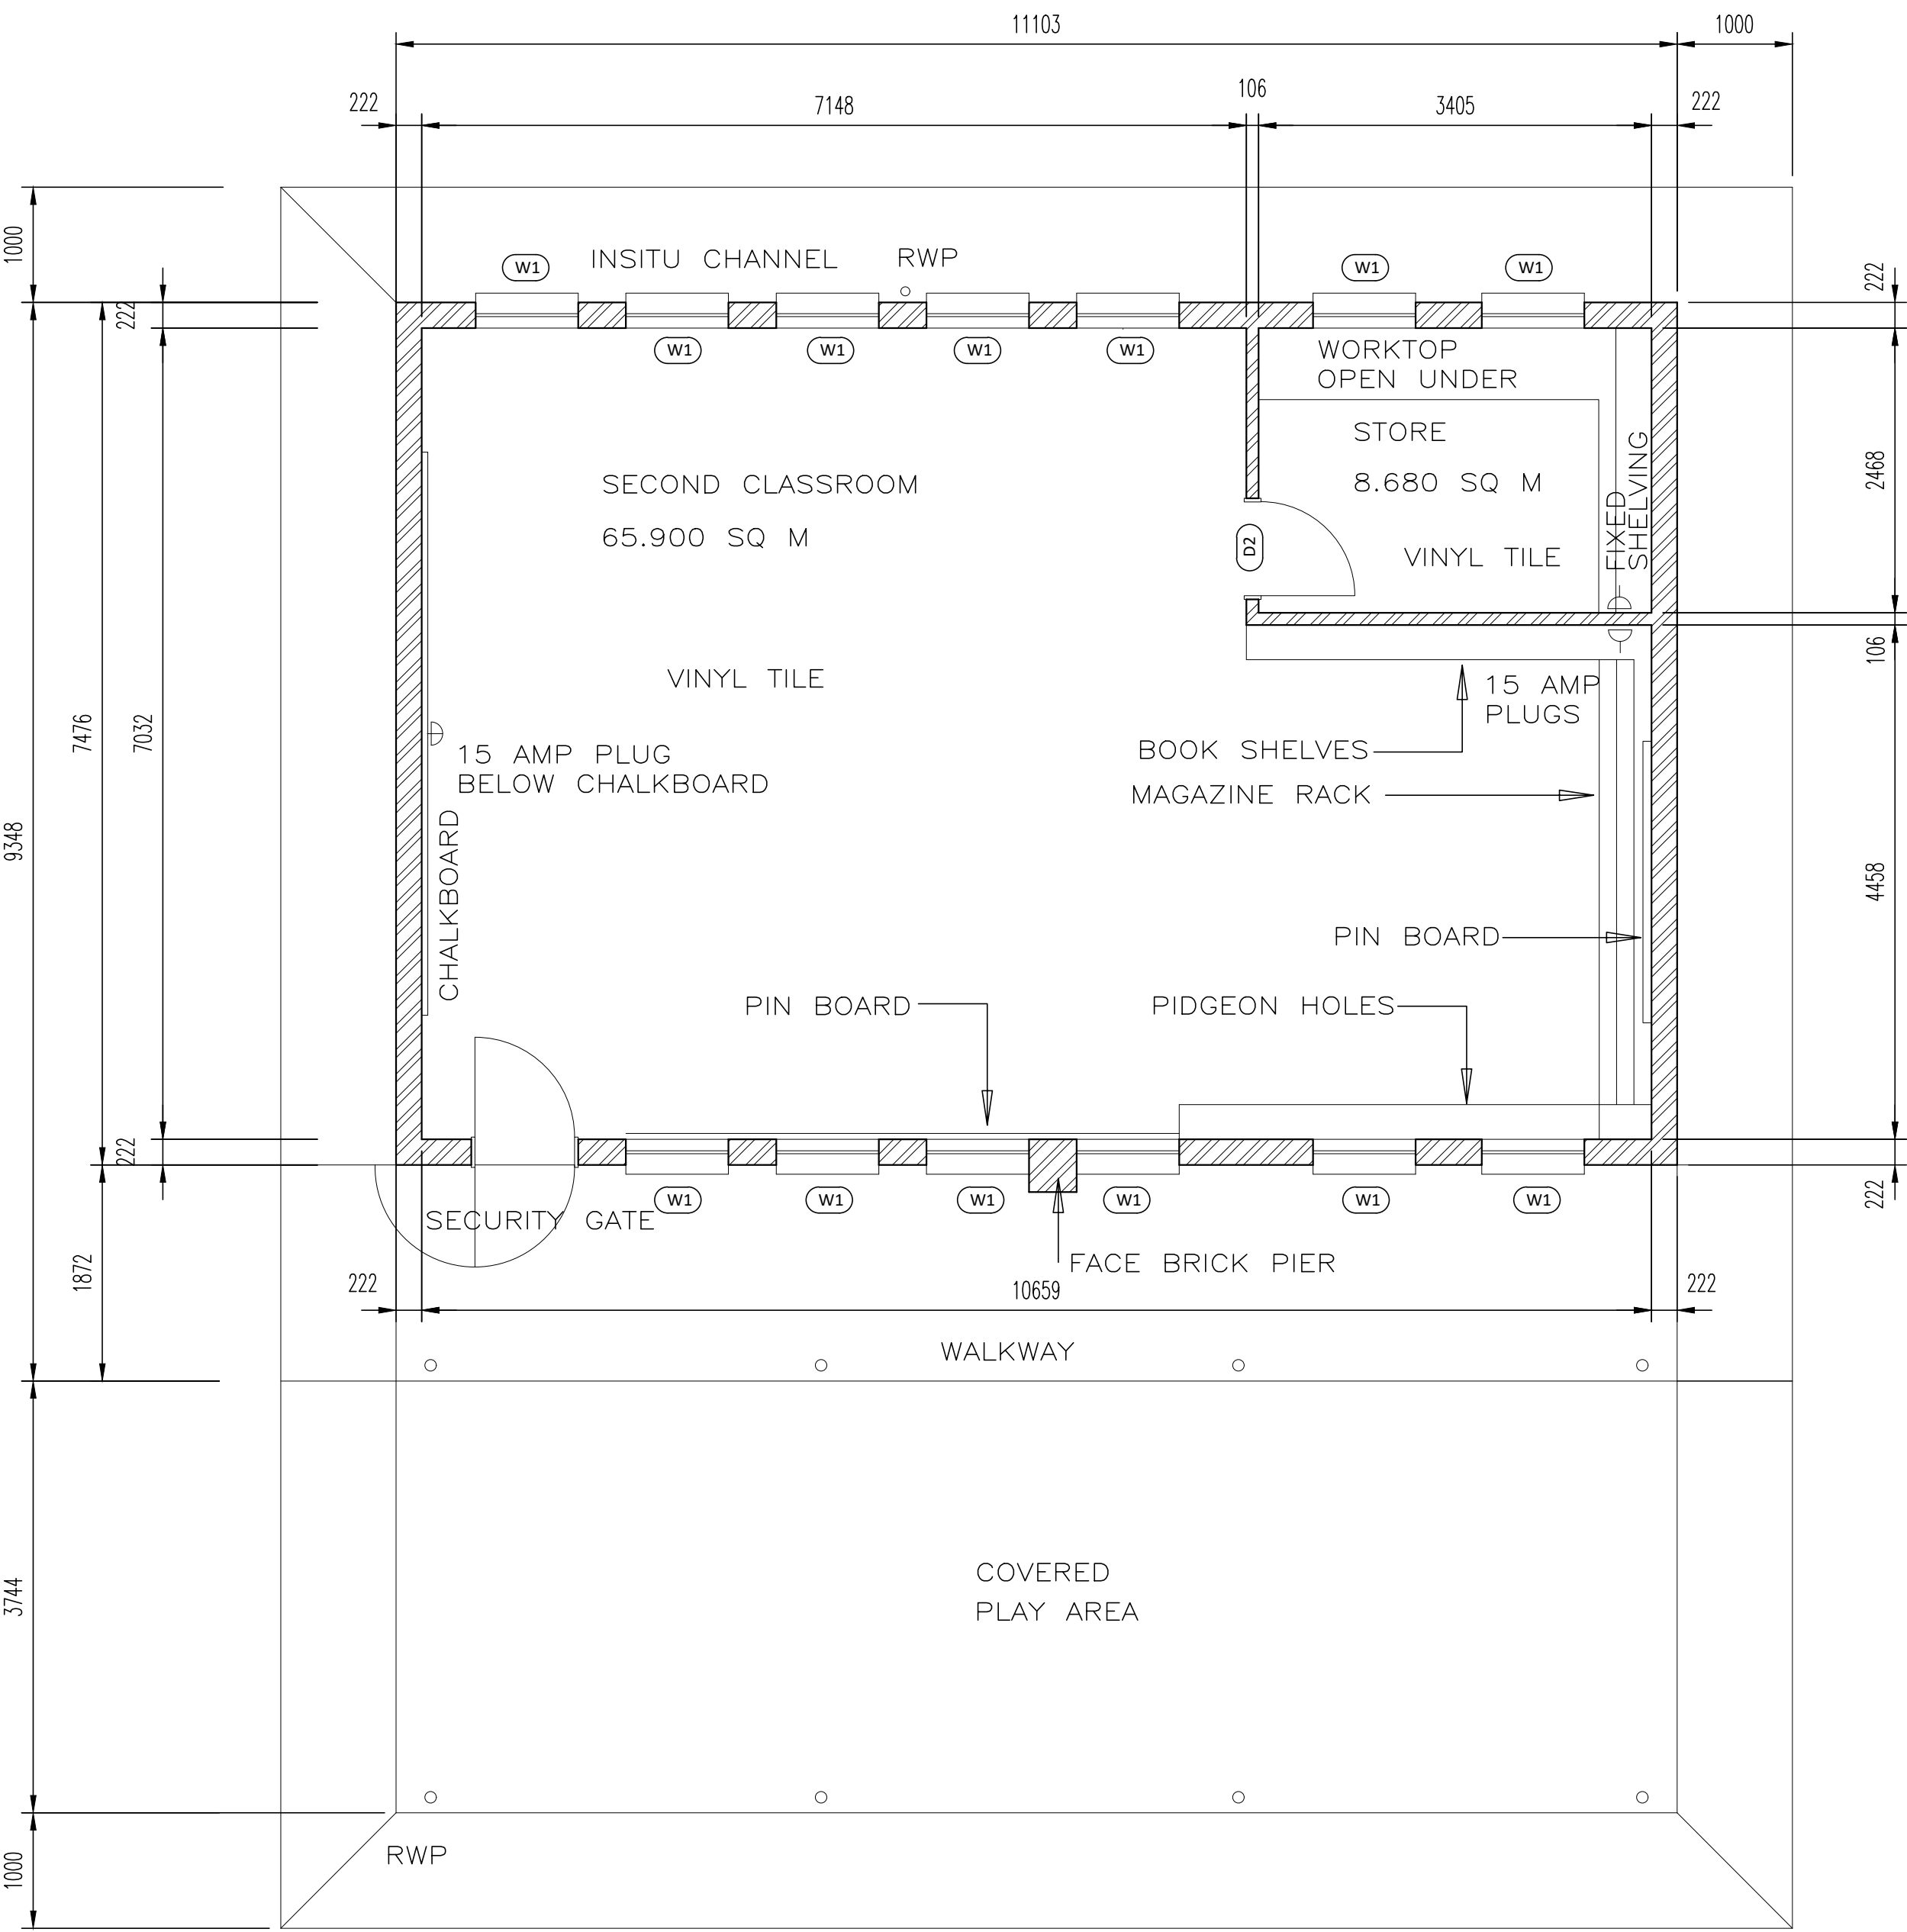 11103
1000
222
7148
106
3405
222
1000
INSITU CHANNEL
RWP
W1
W1
W1
222
222
W1
W1
W1
W1
WORKTOP
OPEN UNDER
STORE
8.680 SQ M
SECOND CLASSROOM
65.900 SQ M
D2
VINYL TILE
FIXED
SHELVING
2468
106
VINYL TILE
15 AMP
PLUGS
7476
7032
15 AMP PLUG
BELOW CHALKBOARD
BOOK SHELVES
MAGAZINE RACK
9348
CHALKBOARD
4458
PIN BOARD
PIN BOARD
PIDGEON HOLES
222
W1
W1
W1
W1
W1
W1
222
SECURITY GATE
FACE BRICK PIER
1872
222
10659
222
WALKWAY
COVERED
PLAY AREA
3744
RWP
1000